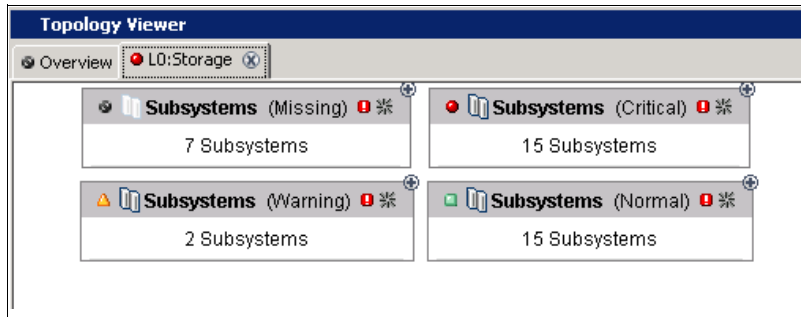 Topology Viewer
Overview L0:Storage
Subsystems (Missing) Subsystems (Critical)
7 Subsystems 15 Subsystems
Subsystems (Warning) Subsystems (Normal)
2 Subsystems 15 Subsystems